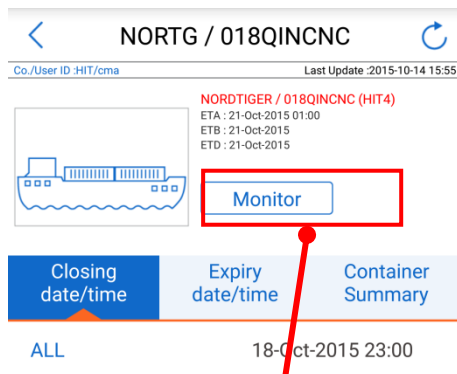 NORTG / 018QINCNC
Co./User ID :HIT/cma Last Update :2015-10-14 15:55
NORDTIGER / 018QINCNC (HIT4)
ETA : 21-Oct-2015 01:00
ETB : 21-Oct-2015
ETD : 21-Oct-2015
Monitor
Closing date/time
Expiry date/time
Container Summary
ALL 18-Oct-2015 23:00